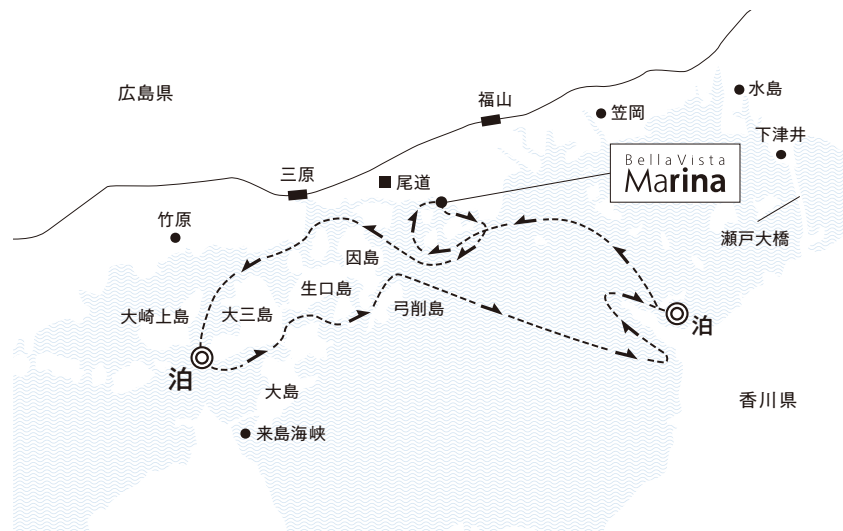 広島県
水島
福山
笠岡
下津井
BellaVista
Marina
三原
尾道
竹原
瀬戸大橋
因島
生口島
弓削島
大崎上島
大三島
泊
泊
大島
香川県
来島海峡